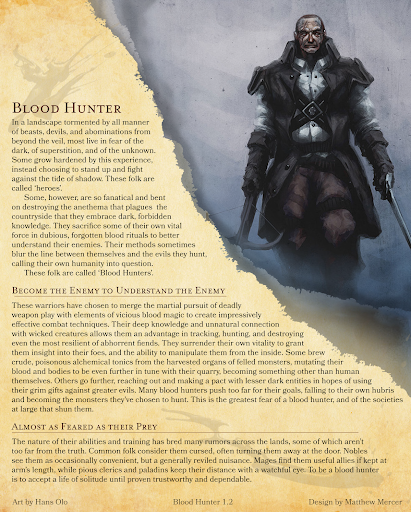 BLOOD HUNTER
In a landscape tormented by all manner
of beasts, devils, and abominations from
beyond the veil, most live in fear of the
dark, of superstition, and of the unknown.
Some grow hardened by this experience,
instead choosing to stand up and fight
against the tide of shadow. These folk are
called 'heroes'.
Some, however, are so fanatical and bent
on destroying the anethema that plagues the
countryside that they embrace dark, forbidden
knowledge. They sacrifice some of their own vital
force in dubious, forgotten blood rituals to better
understand their enemies. Their methods sometimes
blur the line between themselves and the evils they hunt,
calling their own humanity into question.
These folk are called 'Blood Hunters'.
BECOME THE ENEMY TO UNDERSTAND THE ENEMY
These warriors have chosen to merge the martial pursuit of deadly
weapon play with elements of vicious blood magic to create impressively
effective combat techniques. Their deep knowledge and unnatural connection
with wicked creatures allows them an advantage in tracking, hunting, and destroying
even the most resilient of abhorrent fiends. They surrender their own vitality to grant
them insight into their foes, and the ability to manipulate them from the inside. Some brew
crude, poisonous alchemical tonics from the harvested organs of felled monsters, mutating their
blood and bodies to be even further in tune with their quarry, becoming something other than human
themselves. Others go further, reaching out and making a pact with lesser dark entities in hopes of using
their grim gifts against greater evils. Many blood hunters push too far for their goals, falling to their own hubris
and becoming the monsters they've chosen to hunt. This is the greatest fear of a blood hunter, and of the societies
at large that shun them.
ALMOST AS FEARED AS THEIR PREY
The nature of their abilities and training has bred many rumors across the lands, some of which aren't
too far from the truth. Common folk consider them cursed, often turning them away at the door. Nobles
see them as occasionally convenient, but a generally reviled nuisance. Mages find them useful allies if kept at
arm's length, while pious clerics and paladins keep their distance with a watchful eye. To be a blood hunter
is to accept a life of solitude until proven trustworthy and dependable.
Art by Hans Olo
Blood Hunter 1.2
Design by Matthew Mercer